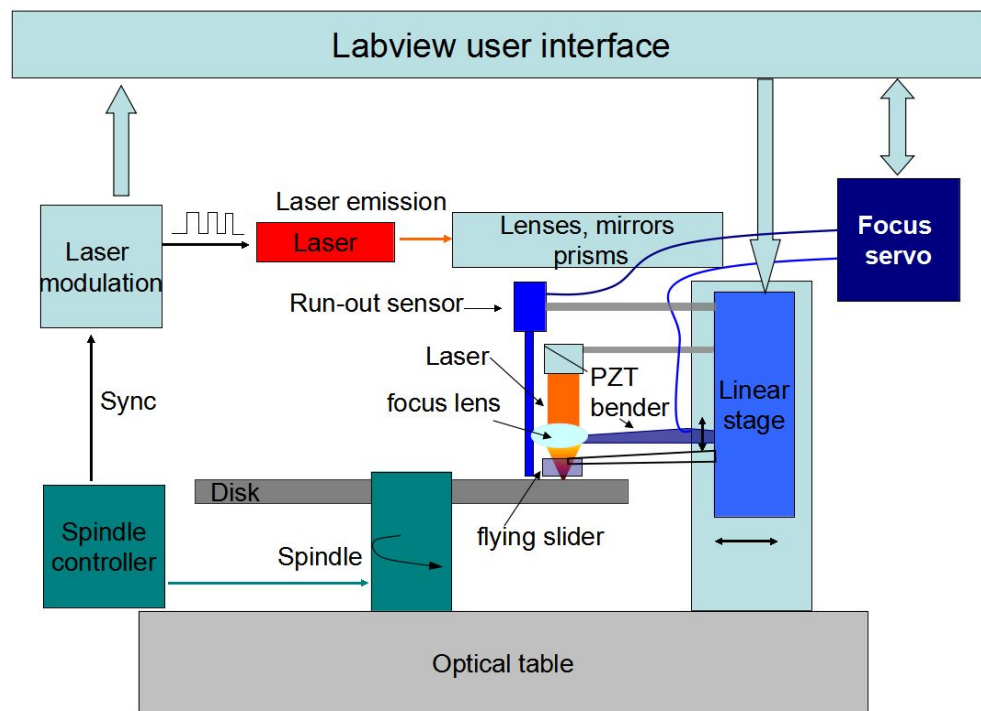 Labview user interface
Laser emission
Laser
modulation
Laser
Lenses, mirrors
prisms
Focus
servo
Run-out sensor
Laser
focus lens
PZT
bender
Linear
stage
Sync
Disk
flying slider
Spindle
controller
Spindle
Optical table